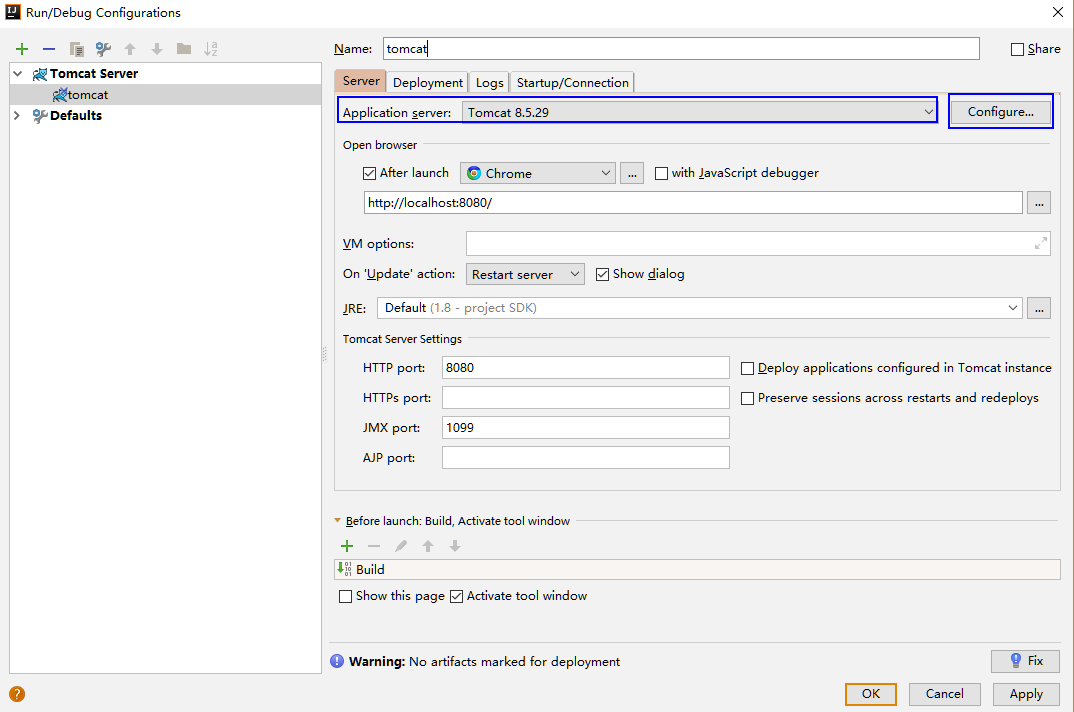 Run/Debug Configurations
Name: tomcat
Share
Tomcat Server
tomcat
Defaults
Server Deployment Logs Startup/Connection
Application server: Tomcat 8.5.29 Configure...
Open browser
After launch Chrome ... with JavaScript debugger
http://localhost:8080/ ...
VM options:
On 'Update' action: Restart server Show dialog
JRE: Default (1.8 - project SDK) ...
Tomcat Server Settings
HTTP port: 8080 Deploy applications configured in Tomcat instance
HTTPs port: Preserve sessions across restarts and redeploys
JMX port: 1099
AJP port:
Before launch: Build, Activate tool window
Build
Show this page Activate tool window
Warning: No artifacts marked for deployment Fix
? OK Cancel Apply